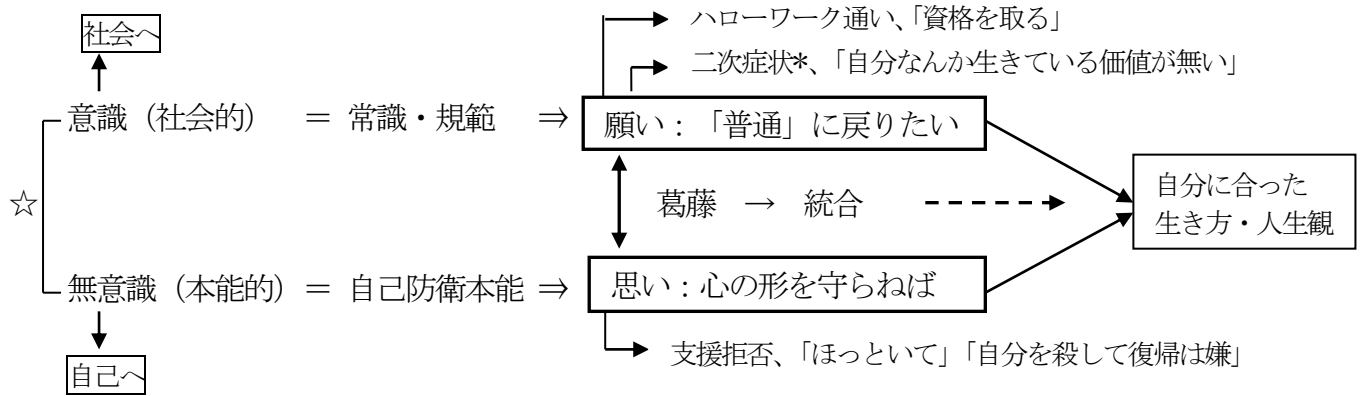 ハローワーク通い、「資格を取る」
社会へ
二次症状*、「自分なんか生きている価値が無い」
意識（社会的） ＝ 常識・規範 ⇒ 願い：「普通」に戻りたい
☆ 葛藤 → 統合
自分に合った
生き方・人生観
無意識（本能的）＝ 自己防衛本能 ⇒ 思い：心の形を守らねば
支援拒否、「ほっといて」「自分を殺して復帰は嫌」
自己へ